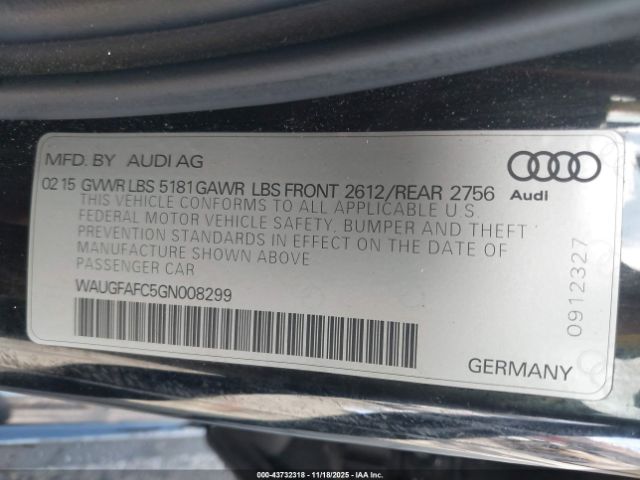 MFD. BY AUDI AG
Audi
02 15 GVWR LBS 5181 GAWR LBS FRONT 2612/REAR 2756
THIS VEHICLE CONFORMS TO ALL APPLICABLE U.S.
FEDERAL MOTOR VEHICLE SAFETY, BUMPER AND THEFT
PREVENTION STANDARDS IN EFFECT ON THE DATE OF
MANUFACTURE SHOWN ABOVE
PASSENGER CAR
WAUGFAFC5GN008299
0912327
GERMANY
000-43732318 | 11/18/2025 | IAA Inc.